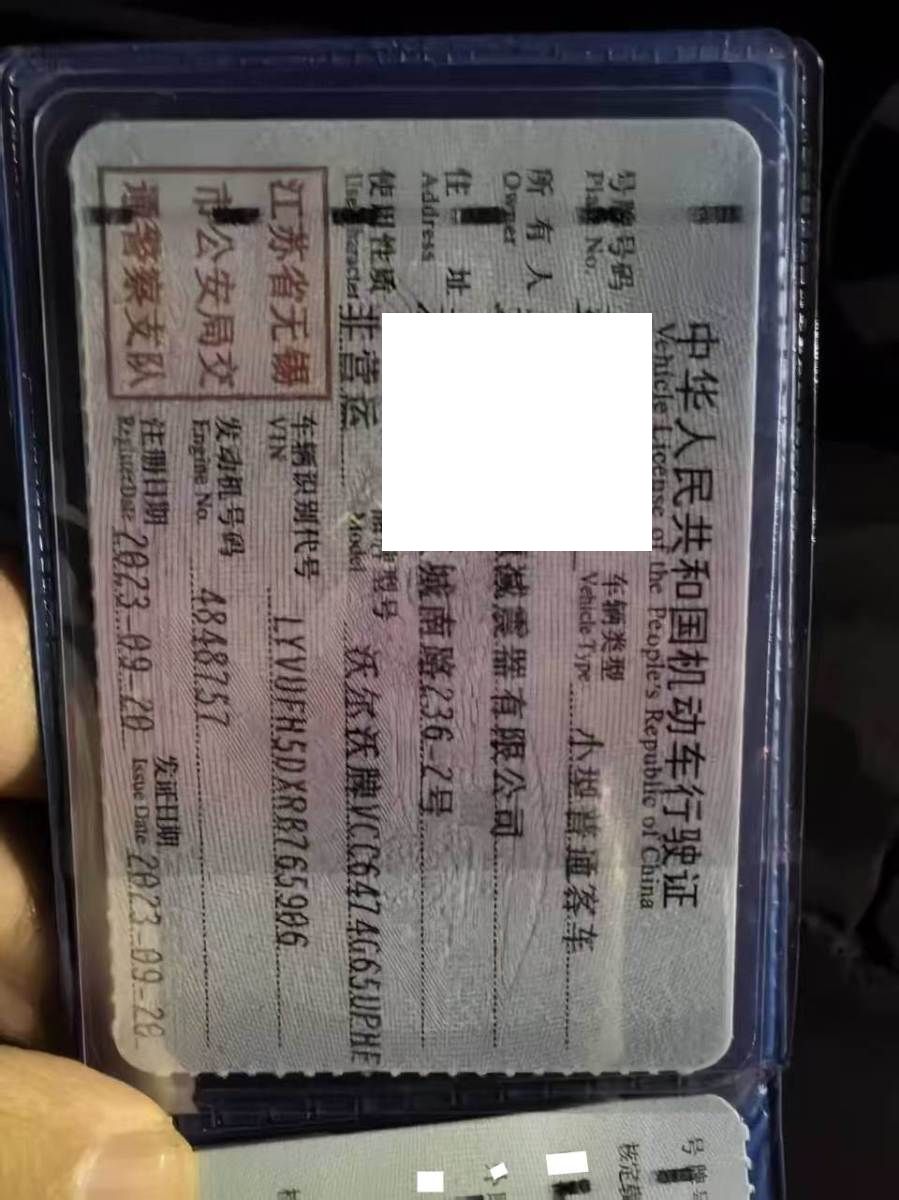 中华人民共和国机动车行驶证
Vehicle License of the People's Republic of China
号牌号码
Plate No.
车辆类型
Vehicle Type
小型普通客车
所有人
Owner
减震器有限公司
住址
Address
城南路236-2号
使用性质
Use Character
非营运
型号
Model
沃尔沃牌VCC6474G65UPHE
江苏省无锡
市公安局交
通警察支队
车辆识别代号
VIN
LYVUFH5DXRB765906
发动机号码
Engine No.
4848757
注册日期
Register Date
2023-09-20
发证日期
Issue Date
2023-09-20
号牌
核定载